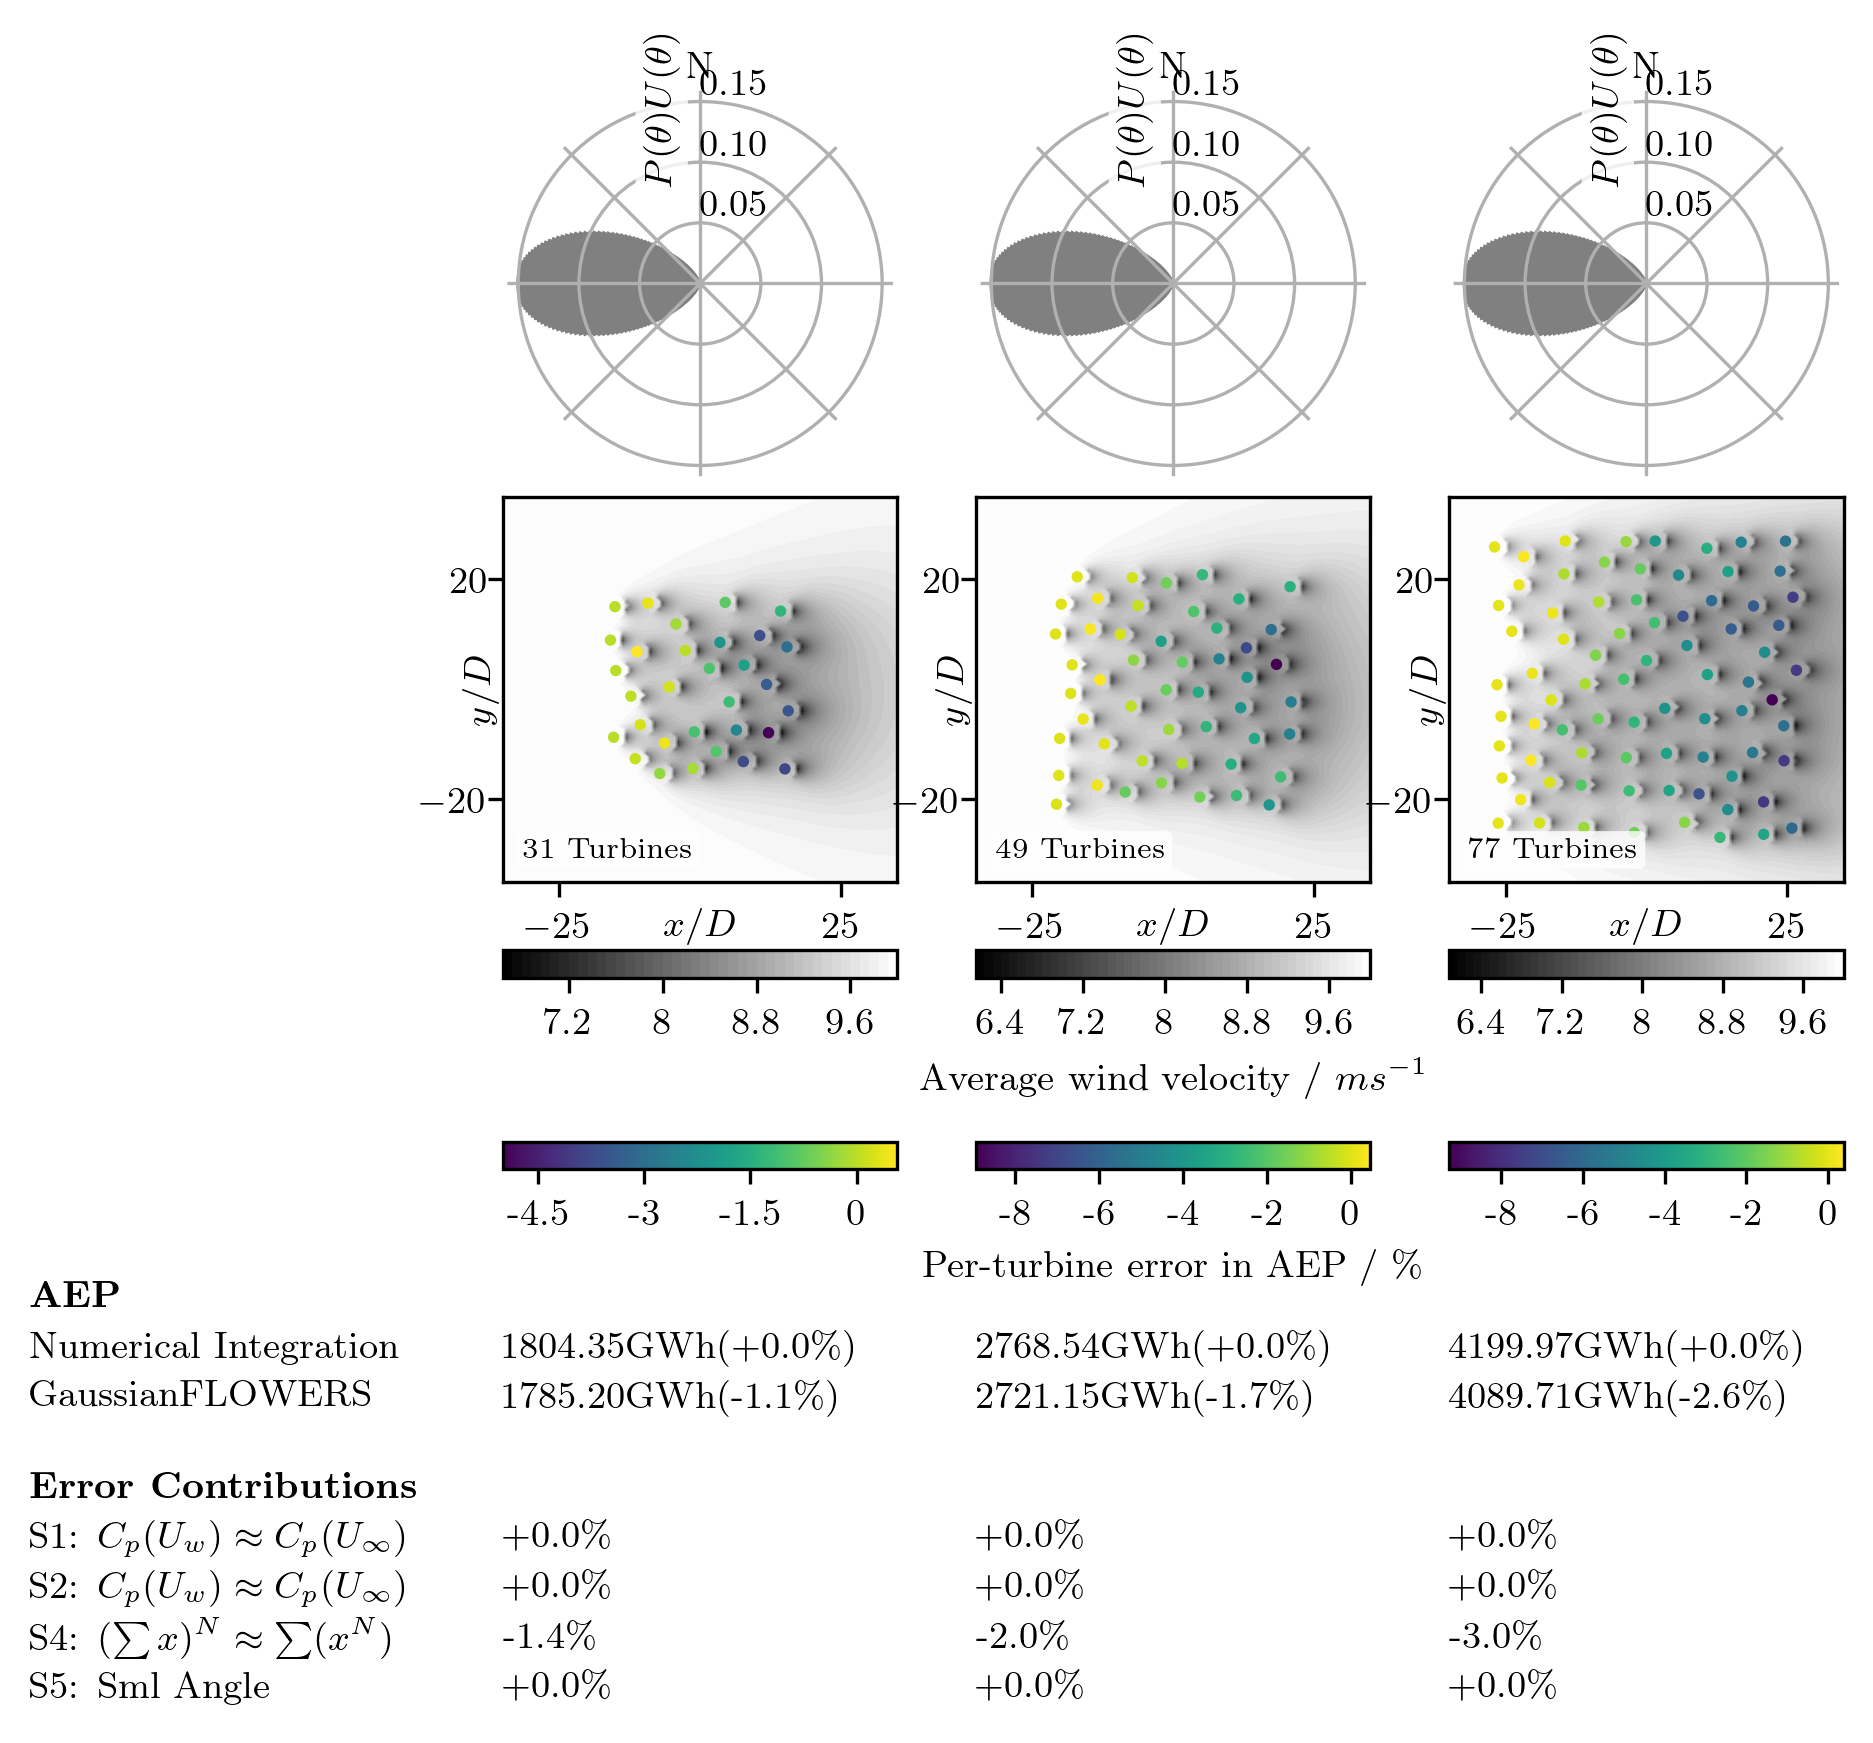 N N N
0.15 0.15 0.15
P(θ)U(θ) P(θ)U(θ) P(θ)U(θ)
0.10 0.10 0.10
0.05 0.05 0.05
20 20 20
y/D y/D y/D
−20 −20 −20
31 Turbines 49 Turbines 77 Turbines
−25 x/D 25 −25 x/D 25 −25 x/D 25
7.2 8 8.8 9.6 6.4 7.2 8 8.8 9.6 6.4 7.2 8 8.8 9.6
Average wind velocity / ms⁻¹
-4.5 -3 -1.5 0 -8 -6 -4 -2 0 -8 -6 -4 -2 0
Per-turbine error in AEP / %
AEP
Numerical Integration 1804.35GWh(+0.0%) 2768.54GWh(+0.0%) 4199.97GWh(+0.0%)
GaussianFLOWERS 1785.20GWh(-1.1%) 2721.15GWh(-1.7%) 4089.71GWh(-2.6%)
Error Contributions
S1: Cₚ(U_w) ≈ Cₚ(U_∞) +0.0% +0.0% +0.0%
S2: Cₚ(U_w) ≈ Cₚ(U_∞) +0.0% +0.0% +0.0%
S4: (∑ x)ᴺ ≈ ∑(xᴺ) -1.4% -2.0% -3.0%
S5: Sml Angle +0.0% +0.0% +0.0%